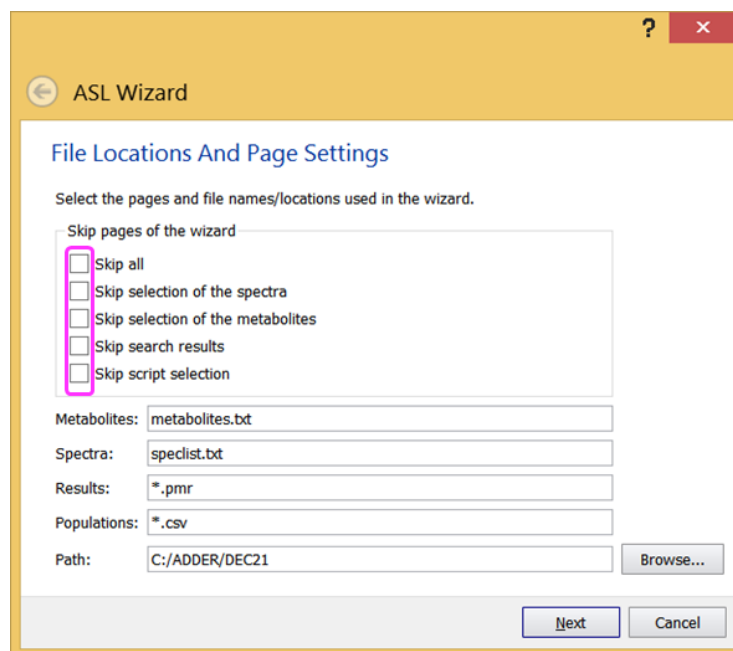 ?
ASL Wizard
File Locations And Page Settings
Select the pages and file names/locations used in the wizard.
Skip pages of the wizard
Skip all
Skip selection of the spectra
Skip selection of the metabolites
Skip search results
Skip script selection
Metabolites: metabolites.txt
Spectra: speclist.txt
Results: *.pmr
Populations: *.csv
Path: C:/ADDER/DEC21 Browse...
Next Cancel